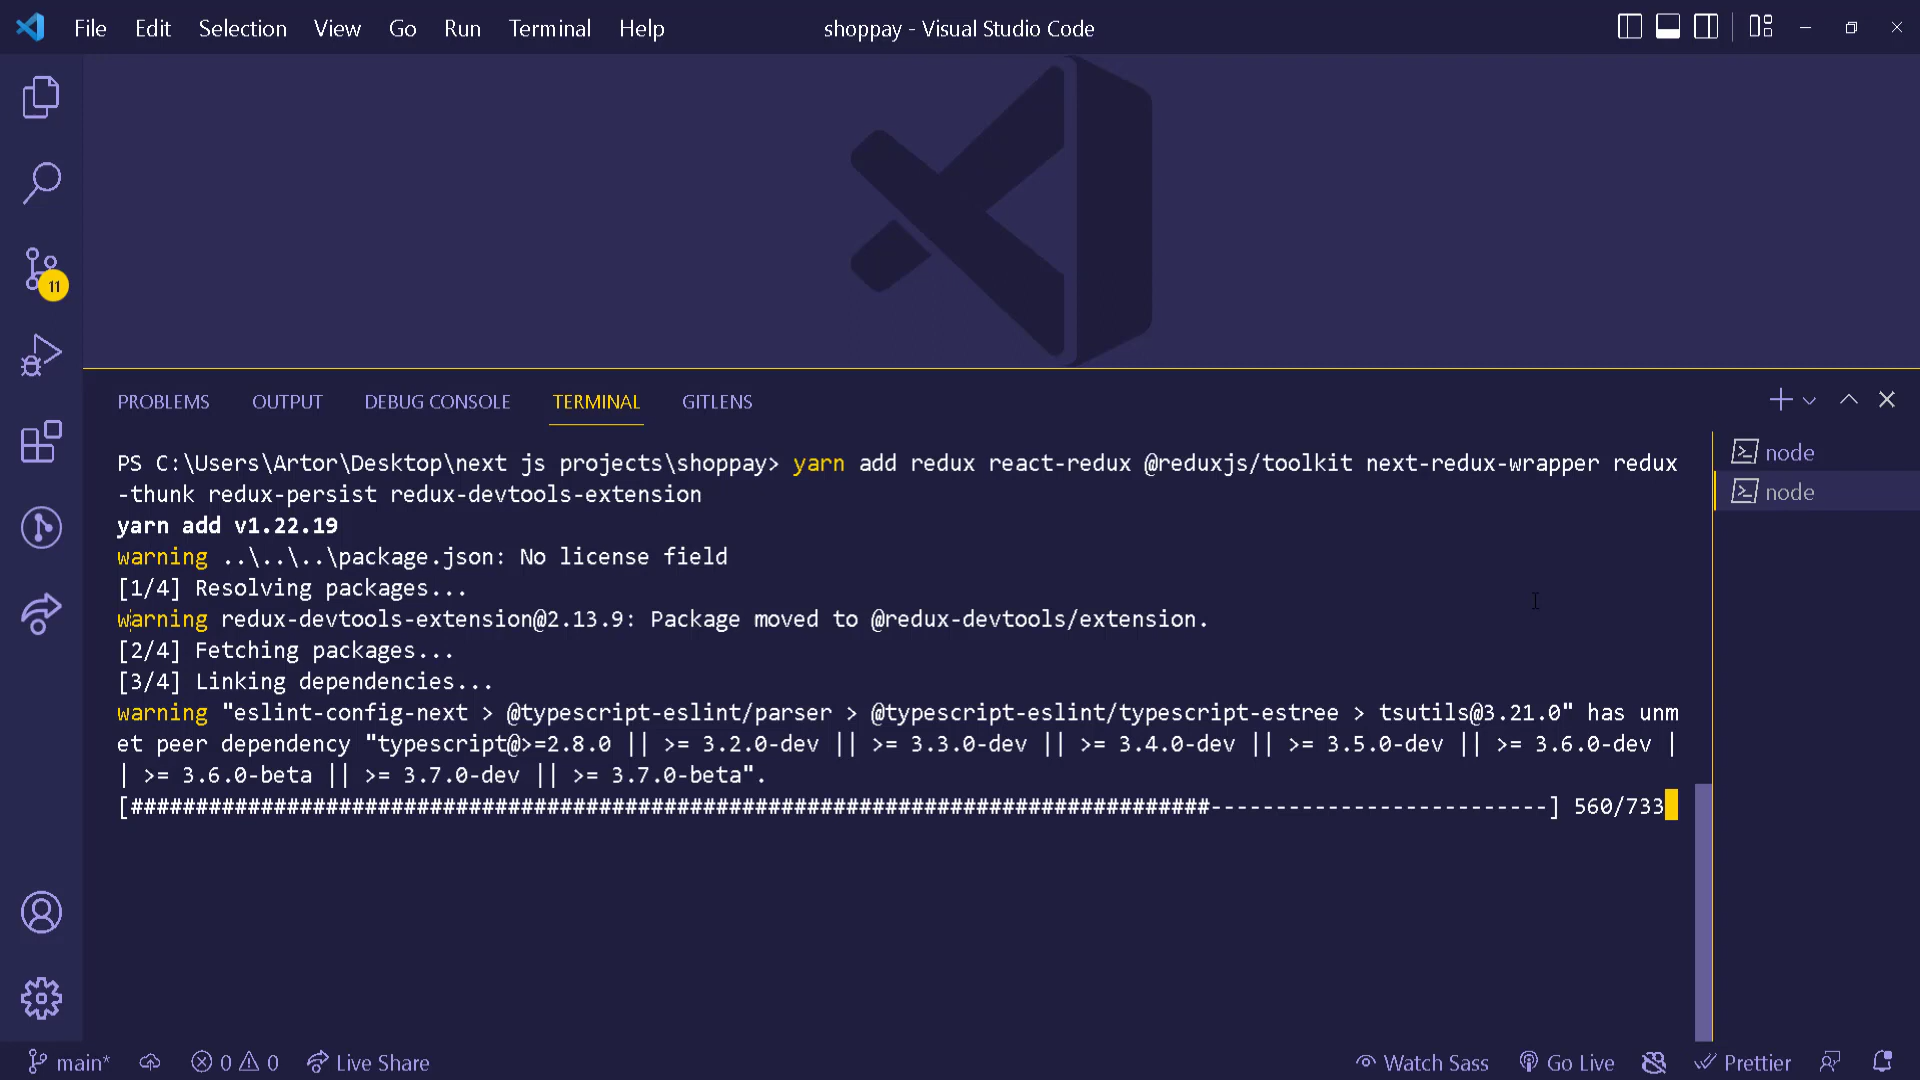 File Edit Selection View Go Run Terminal Help
shoppay - Visual Studio Code
11
PROBLEMS OUTPUT DEBUG CONSOLE TERMINAL GITLENS
PS C:\Users\Artor\Desktop\next js projects\shoppay> yarn add redux react-redux @reduxjs/toolkit next-redux-wrapper redux
-thunk redux-persist redux-devtools-extension
yarn add v1.22.19
warning ..\..\..\package.json: No license field
[1/4] Resolving packages...
warning redux-devtools-extension@2.13.9: Package moved to @redux-devtools/extension.
[2/4] Fetching packages...
[3/4] Linking dependencies...
warning "eslint-config-next > @typescript-eslint/parser > @typescript-eslint/typescript-estree > tsutils@3.21.0" has unm
et peer dependency "typescript@>=2.8.0 || >= 3.2.0-dev || >= 3.3.0-dev || >= 3.4.0-dev || >= 3.5.0-dev || >= 3.6.0-dev |
| >= 3.6.0-beta || >= 3.7.0-dev || >= 3.7.0-beta".
[###################################################################################--------------------------] 560/733
node
node
main* 0 0 Live Share
Watch Sass Go Live Prettier